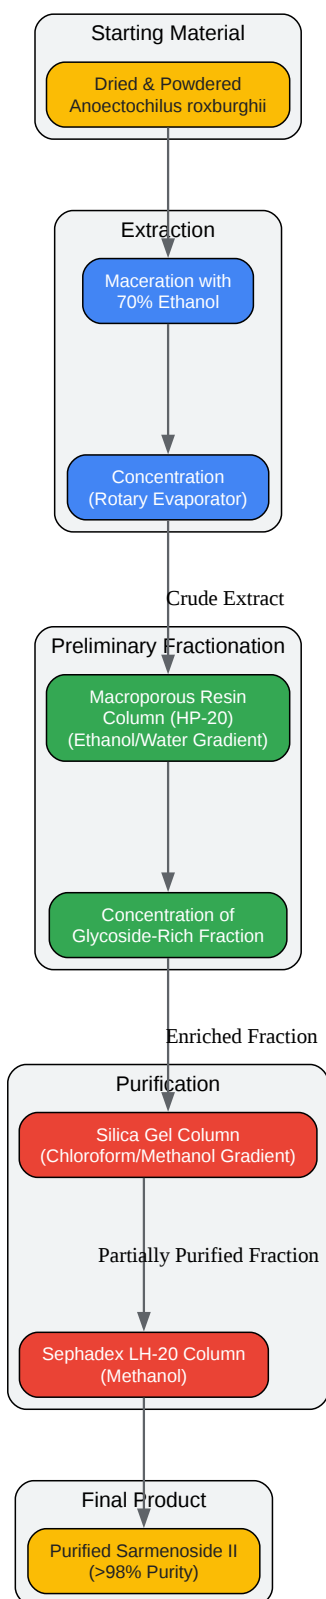 Starting Material
Dried & Powdered
Anoectochilus roxburghii
Extraction
Maceration with
70% Ethanol
Concentration
(Rotary Evaporator)
Crude Extract
Preliminary Fractionation
Macroporous Resin
Column (HP-20)
(Ethanol/Water Gradient)
Concentration of
Glycoside-Rich Fraction
Enriched Fraction
Purification
Silica Gel Column
(Chloroform/Methanol Gradient)
Partially Purified Fraction
Sephadex LH-20 Column
(Methanol)
Final Product
Purified Sarmenoside II
(>98% Purity)